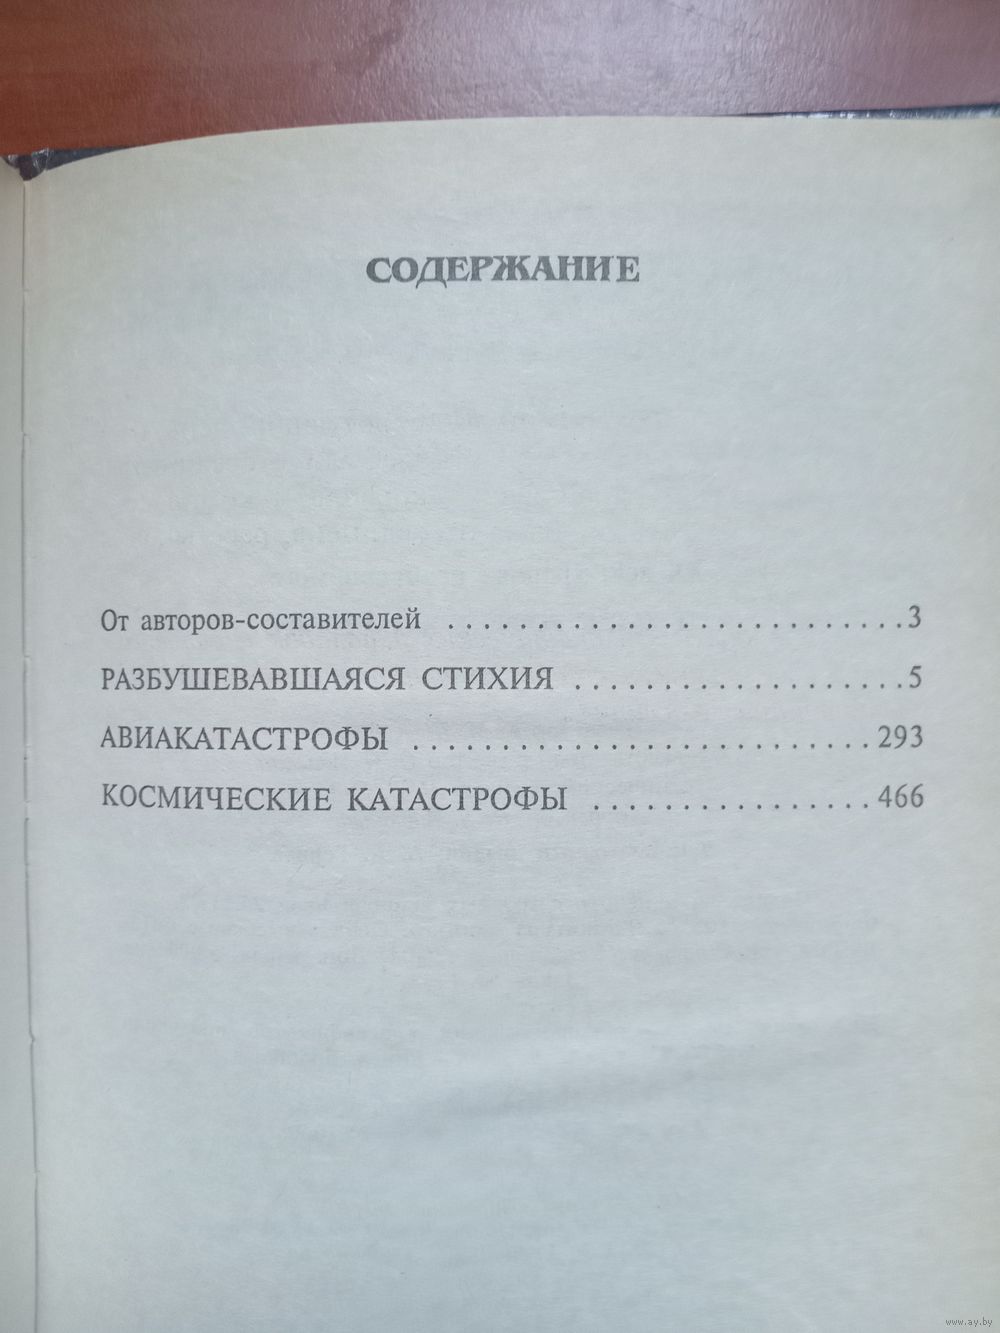 СОДЕРЖАНИЕ
От авторов-составителей ..........................3
РАЗБУШЕВАВШАЯСЯ СТИХИЯ ...................5
АВИАКАТАСТРОФЫ ..........................293
КОСМИЧЕСКИЕ КАТАСТРОФЫ ................466
www.ay.by